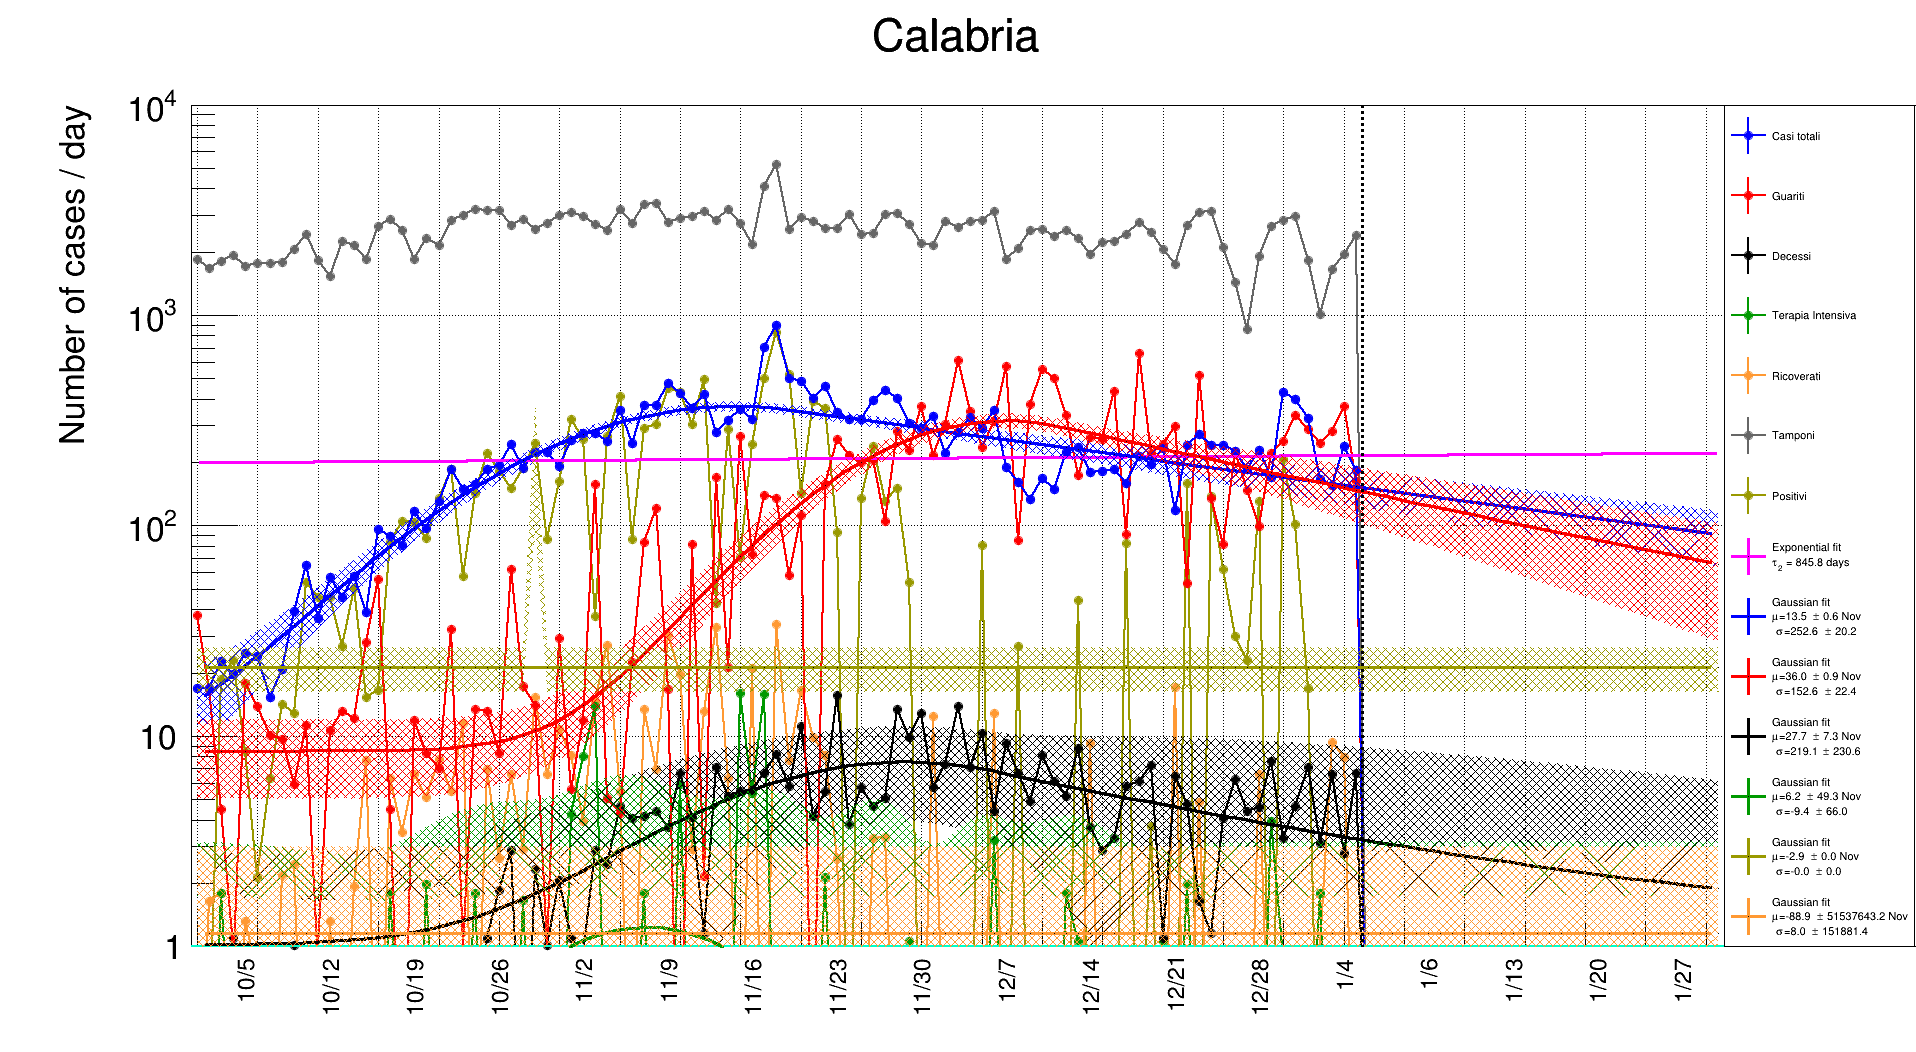 Calabria
Number of cases / day
10^4
10^3
10^2
10
1
10/5
10/12
10/19
10/26
11/2
11/9
11/16
11/23
11/30
12/7
12/14
12/21
12/28
1/4
1/6
1/13
1/20
1/27
Casi totali
Guariti
Decessi
Terapia Intensiva
Ricoverati
Tamponi
Positivi
Exponential fit
τ_2 = 845.8 days
Gaussian fit
μ=13.5 ± 0.6 Nov
σ=252.6 ± 20.2
Gaussian fit
μ=36.0 ± 0.9 Nov
σ=152.6 ± 22.4
Gaussian fit
μ=27.7 ± 7.3 Nov
σ=219.1 ± 230.6
Gaussian fit
μ=6.2 ± 49.3 Nov
σ=-9.4 ± 66.0
Gaussian fit
μ=-2.9 ± 0.0 Nov
σ=-0.0 ± 0.0
Gaussian fit
μ=-88.9 ± 51537643.2 Nov
σ=8.0 ± 151881.4